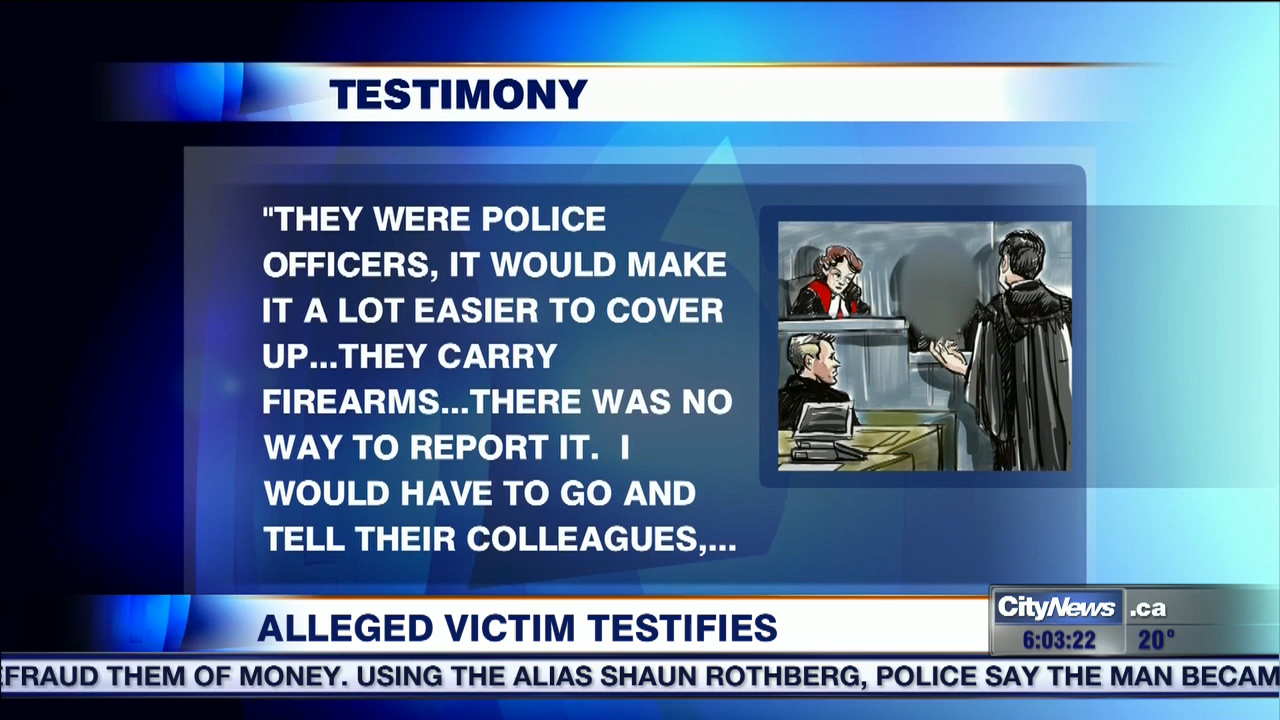 TESTIMONY
"THEY WERE POLICE
OFFICERS, IT WOULD MAKE
IT A LOT EASIER TO COVER
UP...THEY CARRY
FIREARMS...THERE WAS NO
WAY TO REPORT IT. I
WOULD HAVE TO GO AND
TELL THEIR COLLEAGUES,...
ALLEGED VICTIM TESTIFIES
CityNews .ca
6:03:22 20°
EFRAUD THEM OF MONEY. USING THE ALIAS SHAUN ROTHBERG, POLICE SAY THE MAN BECAM